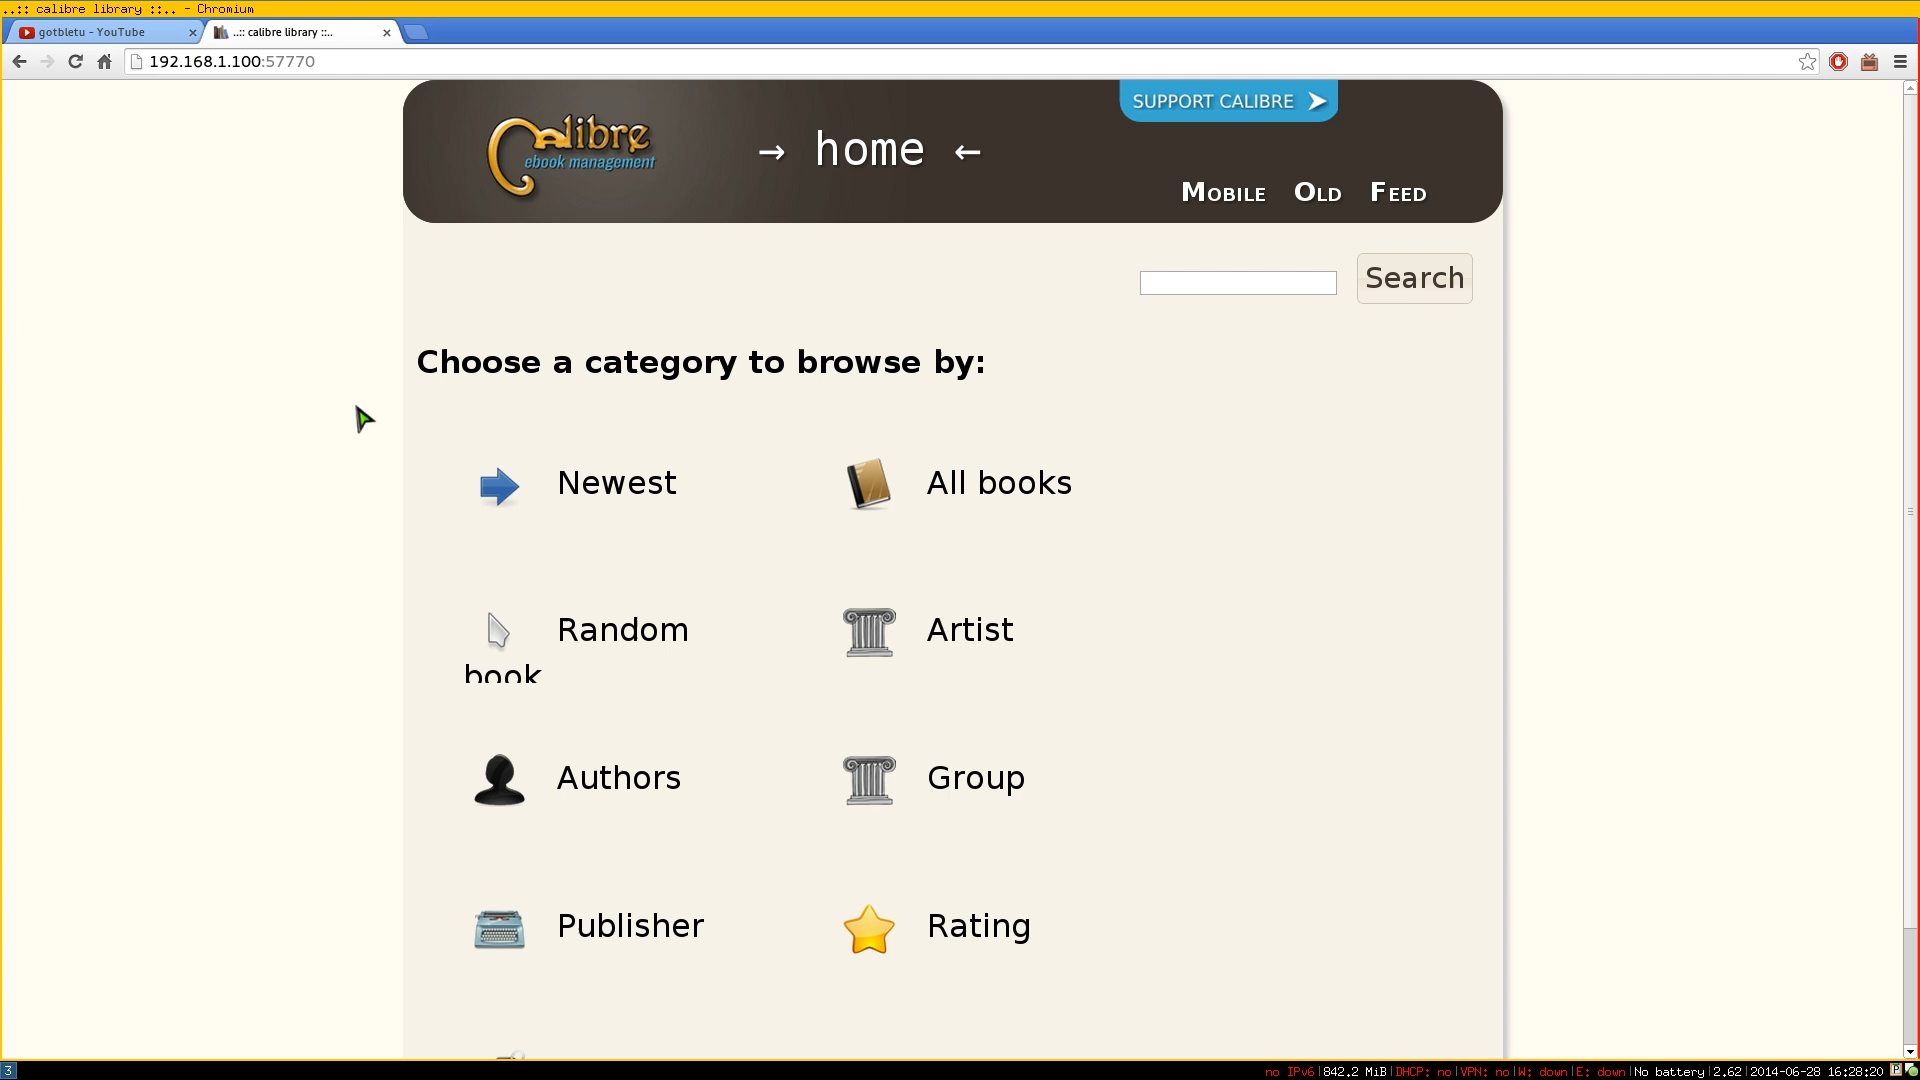 ..:: calibre library ::.. - Chromium
gotbletu - YouTube
..:: calibre library ::..
192.168.1.100:57770
SUPPORT CALIBRE
Calibre
ebook management
→ home ←
Mobile Old Feed
Search
Choose a category to browse by:
Newest
All books
Random book
Artist
Authors
Group
Publisher
Rating
3
no IPv6|842.2 MiB|DHCP: no|VPN: no|W: down|E: down|No battery|2.62|2014-06-28 16:28:20